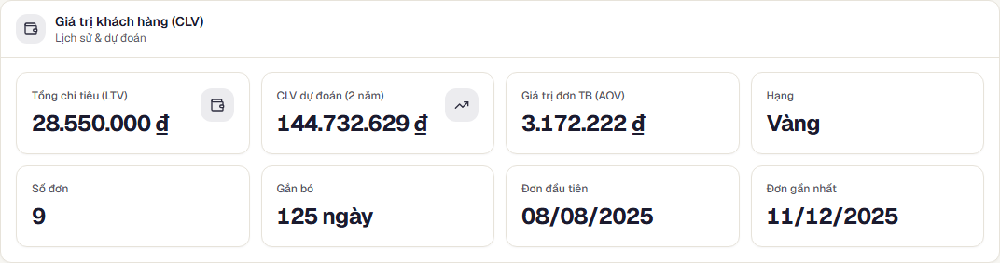 Giá trị khách hàng (CLV)
Lịch sử & dự đoán
Tổng chi tiêu (LTV)
28.550.000 ₫
CLV dự đoán (2 năm)
144.732.629 ₫
Giá trị đơn TB (AOV)
3.172.222 ₫
Hạng
Vàng
Số đơn
9
Gắn bó
125 ngày
Đơn đầu tiên
08/08/2025
Đơn gần nhất
11/12/2025